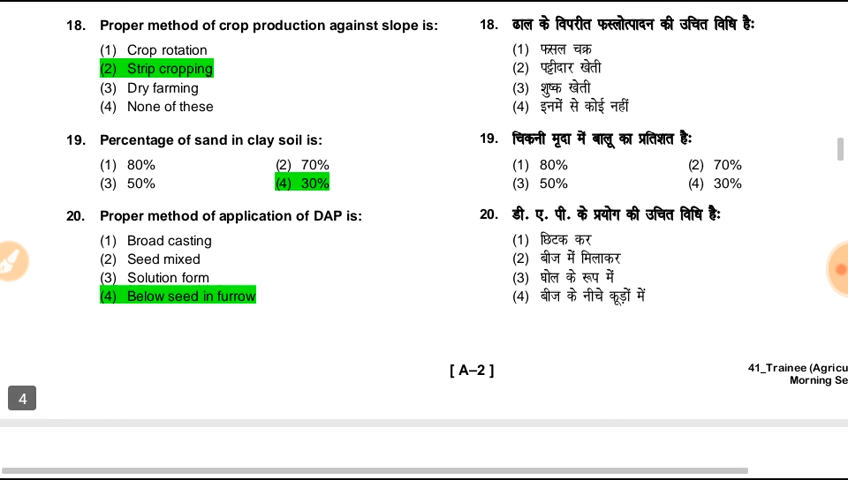 18. Proper method of crop production against slope is:
(1) Crop rotation
(2) Strip cropping
(3) Dry farming
(4) None of these
19. Percentage of sand in clay soil is:
(1) 80% (2) 70%
(3) 50% (4) 30%
20. Proper method of application of DAP is:
(1) Broad casting
(2) Seed mixed
(3) Solution form
(4) Below seed in furrow
18. ढाल के विपरीत फस्लोत्पादन की उचित विधि है:
(1) फसल चक्र
(2) पट्टीदार खेती
(3) शुष्क खेती
(4) इनमें से कोई नहीं
19. चिकनी मृदा में बालू का प्रतिशत है:
(1) 80% (2) 70%
(3) 50% (4) 30%
20. डी. ए. पी. के प्रयोग की उचित विधि है:
(1) छिटक कर
(2) बीज में मिलाकर
(3) घोल के रूप में
(4) बीज के नीचे कूड़ों में
[ A–2 ]
41_Trainee (Agricu
Morning Se
4